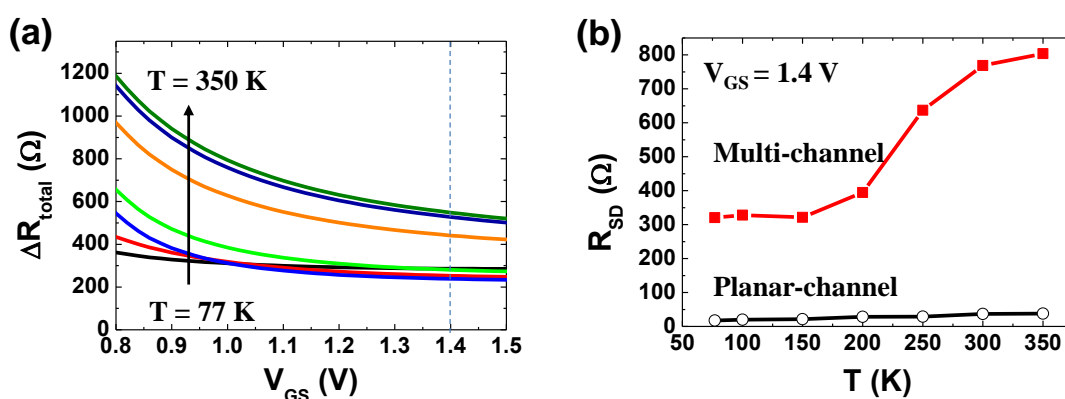 (a)
1200
1000
800
600
400
200
0
ΔR_total (Ω)
T = 350 K
T = 77 K
0.8 0.9 1.0 1.1 1.2 1.3 1.4 1.5
V_GS (V)
(b)
800
700
600
500
400
300
200
100
0
R_SD (Ω)
V_GS = 1.4 V
Multi-channel
Planar-channel
50 100 150 200 250 300 350
T (K)